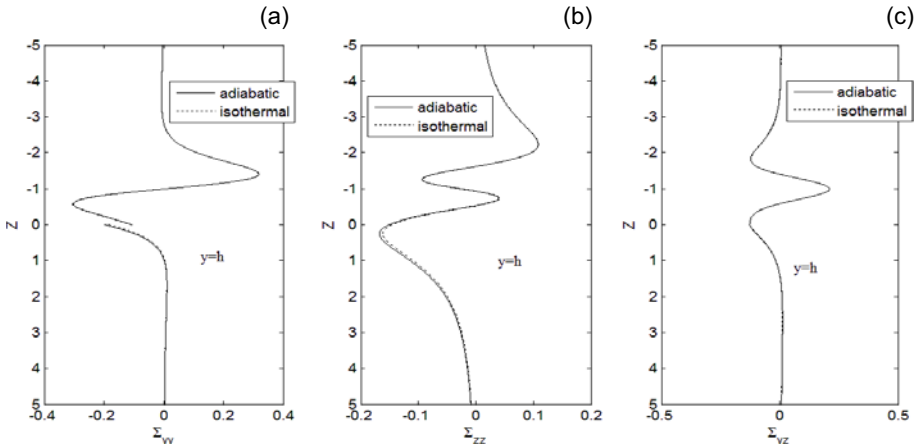 (a) (b) (c)
-5 -5 -5
-4 -4 -4
adiabatic adiabatic adiabatic
isothermal isothermal isothermal
-3 -3 -3
-2 -2 -2
-1 -1 -1
Z 0 Z 0 Z 0
y=h y=h y=h
1 1 1
2 2 2
3 3 3
4 4 4
5 5 5
-0.4 -0.2 0 0.2 0.4 -0.2 -0.1 0 0.1 0.2 -0.5 0 0.5
Σyy Σzz Σyz